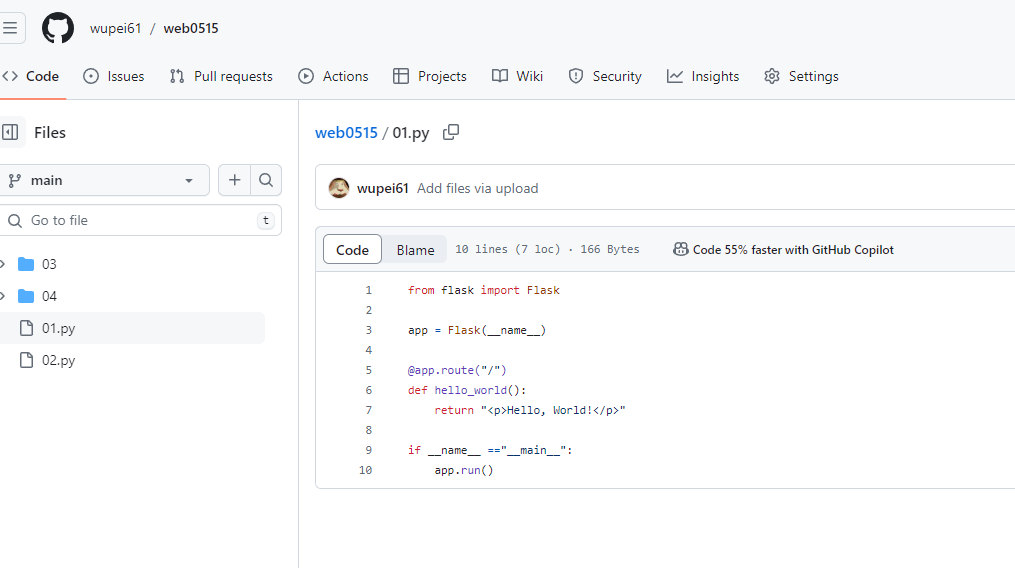 wupei61 / web0515
Code Issues Pull requests Actions Projects Wiki Security Insights Settings
Files
main
Go to file t
03
04
01.py
02.py
web0515 / 01.py
wupei61 Add files via upload
Code Blame 10 lines (7 loc) · 166 Bytes Code 55% faster with GitHub Copilot
1 from flask import Flask
2
3 app = Flask(__name__)
4
5 @app.route("/")
6 def hello_world():
7     return "<p>Hello, World!</p>"
8
9 if __name__ =="__main__":
10     app.run()